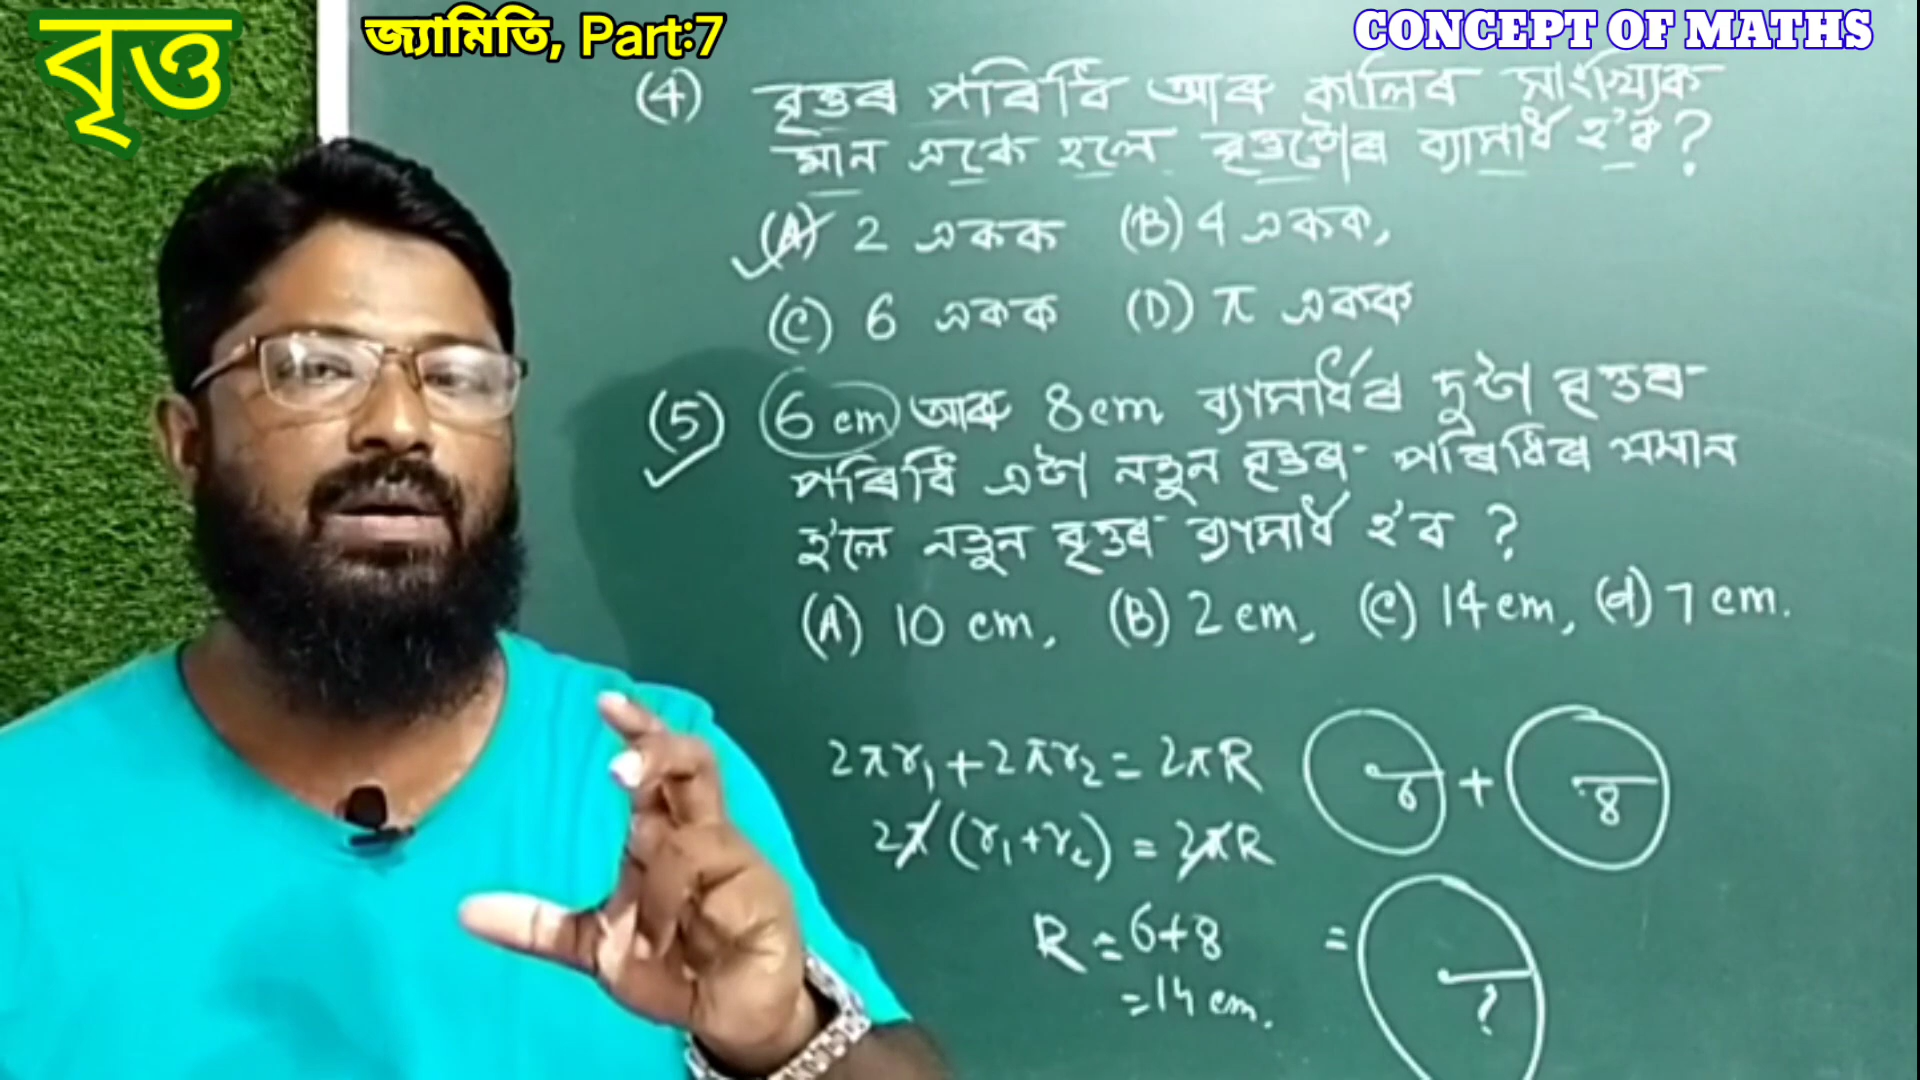 বৃত্ত
জ্যামিতি, Part:7
CONCEPT OF MATHS
(4) বৃত্তৰ পৰিধি আৰু কালিৰ সাংখ্যিক
মান একে হলে বৃত্তটোৰ ব্যাসাৰ্ধ হ'ব?
(A) 2 একক (B) 4 একক,
(C) 6 একক (D) π একক
(5) 6 cm আৰু 8cm ব্যাসাৰ্ধৰ দুটা বৃত্তৰ
পৰিধি এটা নতুন বৃত্তৰ পৰিধিৰ সমান
হ'লে নতুন বৃত্তৰ ব্যাসাৰ্ধ হ'ব ?
(A) 10 cm, (B) 2 cm, (C) 14 cm, (d) 7 cm.
2πr₁ + 2πr₂ = 2πR
6 + 8
2π (r₁+r₂) = 2πR
R = 6+8
= 14 cm.
= ?